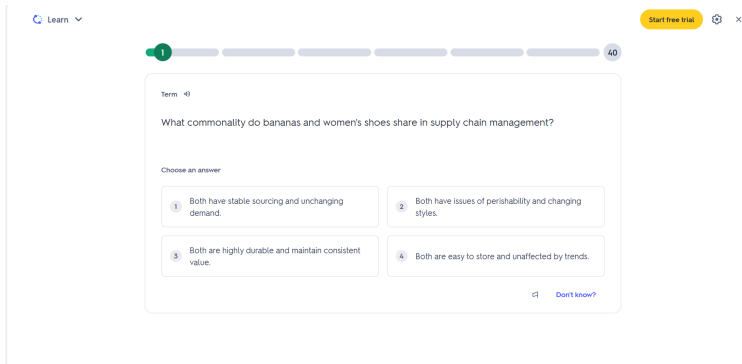 Learn
Start free trial
1
40
Term
What commonality do bananas and women's shoes share in supply chain management?
Choose an answer
1 Both have stable sourcing and unchanging
demand.
2 Both have issues of perishability and changing
styles.
3 Both are highly durable and maintain consistent
value.
4 Both are easy to store and unaffected by trends.
Don't know?